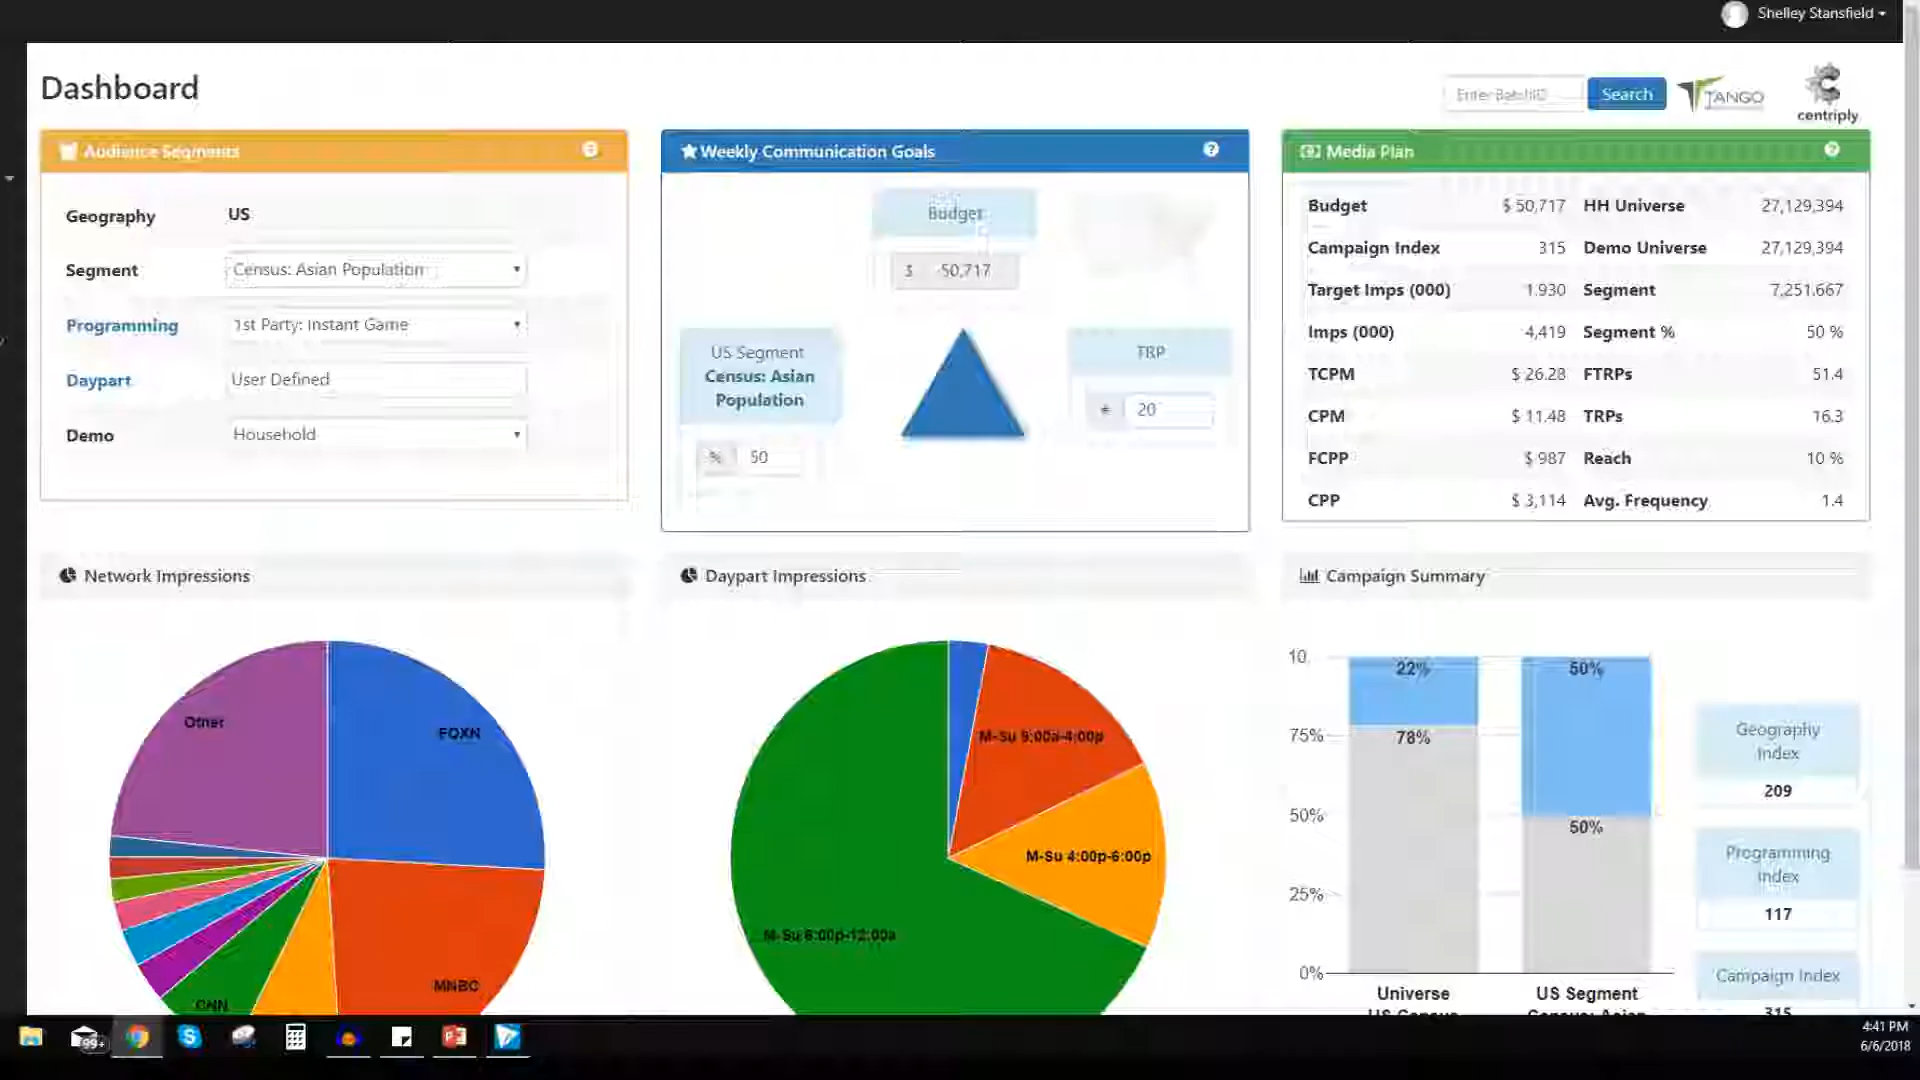 Shelley Stansfield
Dashboard
Search
TANGO
centriply
Audience Segments
Geography US
Segment Census: Asian Population
Programming 1st Party: Instant Game
Daypart User Defined
Demo Household
Weekly Communication Goals
Budget
$ 50,717
US Segment
Census: Asian
Population
% 50
TRP
# 20
Media Plan
Budget $ 50,717 HH Universe 27,129,394
Campaign Index 315 Demo Universe 27,129,394
Target Imps (000) 1,930 Segment 7,251,667
Imps (000) 4,419 Segment % 50 %
TCPM $ 26.28 FTRPs 51.4
CPM $ 11.48 TRPs 16.3
FCPP $ 987 Reach 10 %
CPP $ 3,114 Avg. Frequency 1.4
Network Impressions
Other
FOXN
MNBC
CNN
Daypart Impressions
M-Su 9:00a-4:00p
M-Su 4:00p-6:00p
M-Su 6:00p-12:00a
Campaign Summary
10
75%
50%
25%
0%
22%
78%
50%
50%
Universe
US Census
US Segment
Census: Asian
Geography
Index
209
Programming
Index
117
Campaign Index
315
99+
4:41 PM
6/6/2018